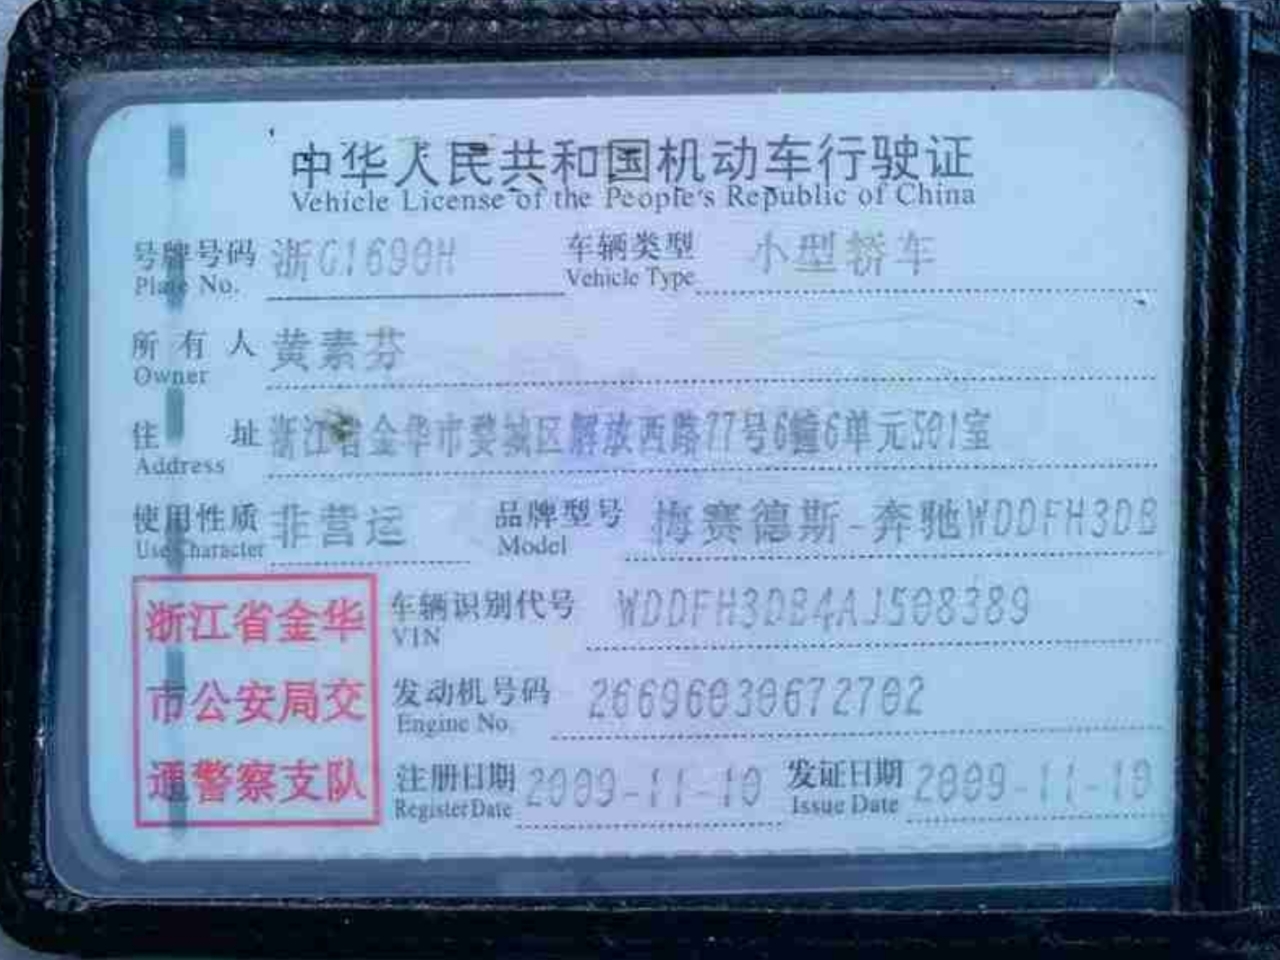 中华人民共和国机动车行驶证
Vehicle License of the People's Republic of China
号牌号码 浙G1690H 车辆类型 小型轿车
Plate No. Vehicle Type
所有人 黄素芬
Owner
住址 浙江省金华市婺城区解放西路77号6幢6单元501室
Address
使用性质 非营运 品牌型号 梅赛德斯-奔驰WDDFH3DB
Use Character Model
浙江省金华
市公安局交
通警察支队
车辆识别代号 WDDFH3DB4AJ508389
VIN
发动机号码 26696030672702
Engine No.
注册日期 2009-11-10 发证日期 2009-11-10
Register Date Issue Date